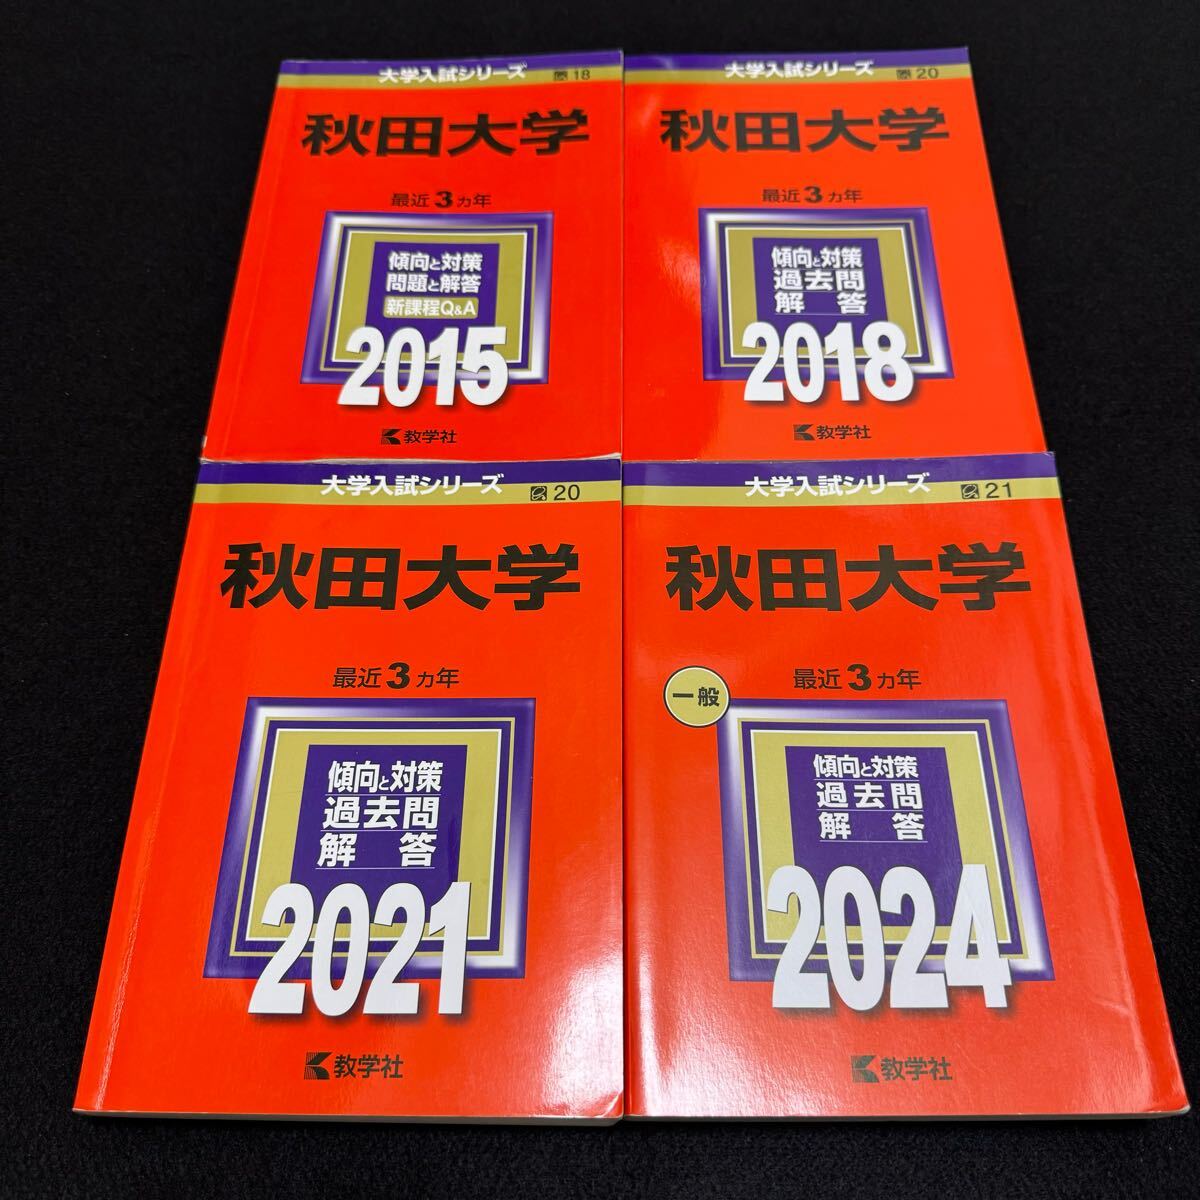 大学入試シリーズ
18
秋田大学
最近3ヵ年
傾向と対策
問題と解答
新課程Q&A
2015
教学社
大学入試シリーズ
20
秋田大学
最近3ヵ年
傾向と対策
過去問
解答
2018
教学社
大学入試シリーズ
20
秋田大学
最近3ヵ年
傾向と対策
過去問
解答
2021
教学社
大学入試シリーズ
21
秋田大学
最近3ヵ年
一般
傾向と対策
過去問
解答
2024
教学社